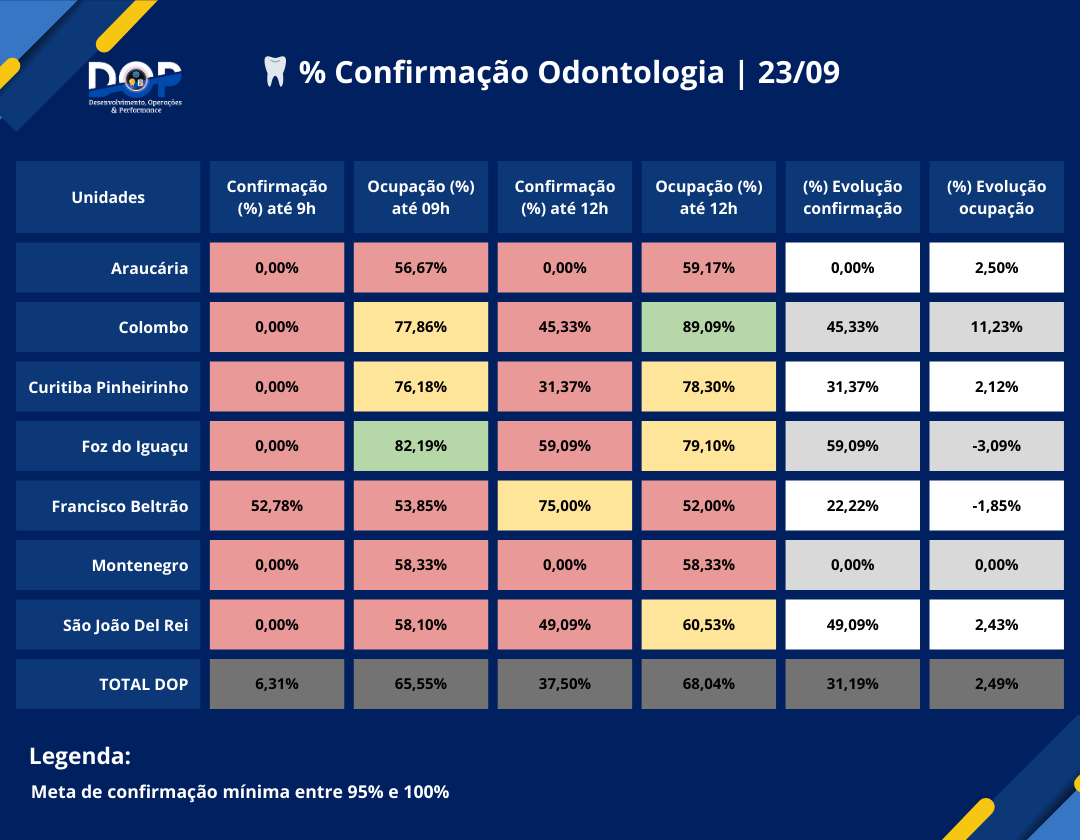 DOP
Desenvolvimento, Operações
& Performance
% Confirmação Odontologia | 23/09
Unidades
Confirmação
(%) até 9h
Ocupação (%)
até 09h
Confirmação
(%) até 12h
Ocupação (%)
até 12h
(%) Evolução
confirmação
(%) Evolução
ocupação
Araucária 0,00% 56,67% 0,00% 59,17% 0,00% 2,50%
Colombo 0,00% 77,86% 45,33% 89,09% 45,33% 11,23%
Curitiba Pinheirinho 0,00% 76,18% 31,37% 78,30% 31,37% 2,12%
Foz do Iguaçu 0,00% 82,19% 59,09% 79,10% 59,09% -3,09%
Francisco Beltrão 52,78% 53,85% 75,00% 52,00% 22,22% -1,85%
Montenegro 0,00% 58,33% 0,00% 58,33% 0,00% 0,00%
São João Del Rei 0,00% 58,10% 49,09% 60,53% 49,09% 2,43%
TOTAL DOP 6,31% 65,55% 37,50% 68,04% 31,19% 2,49%
Legenda:
Meta de confirmação mínima entre 95% e 100%